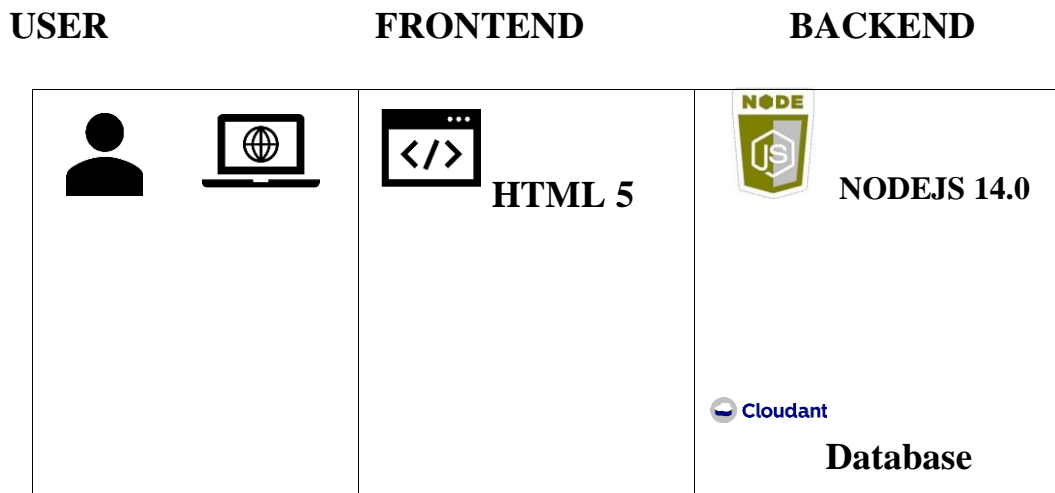 USER FRONTEND BACKEND
NODE
JS
</>
HTML 5
NODEJS 14.0
Cloudant
Database